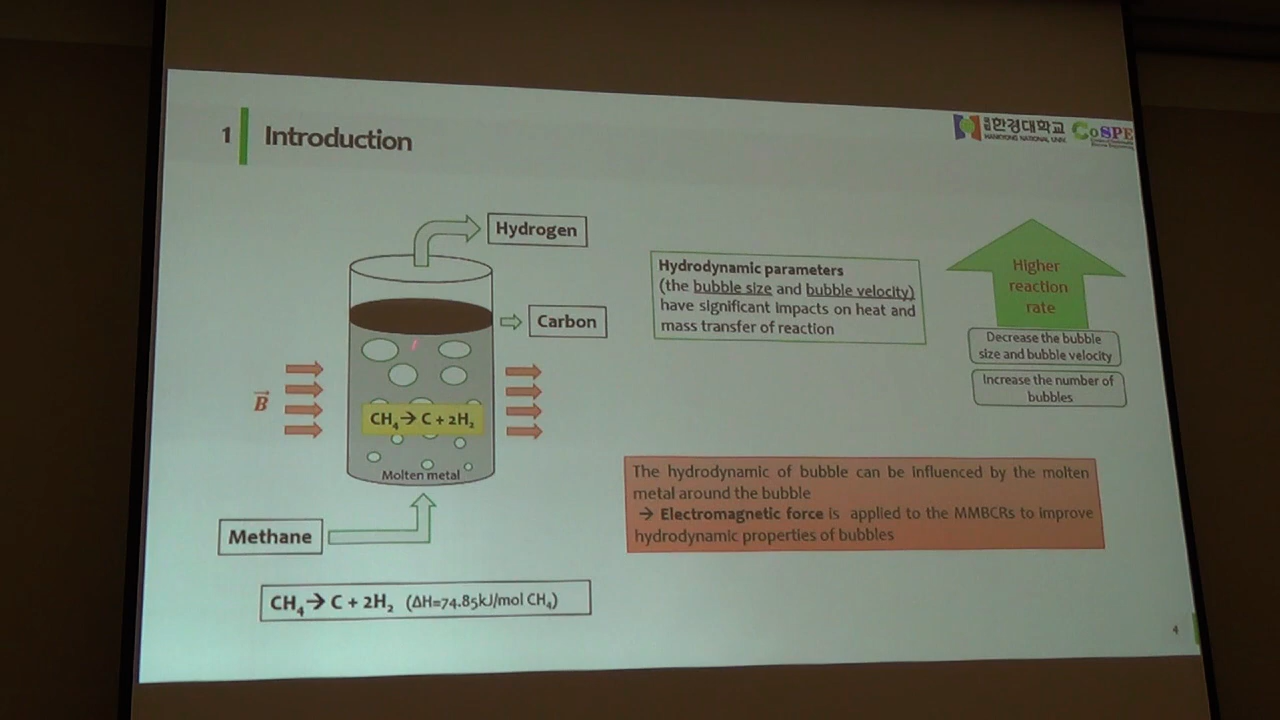 1 Introduction
국립한경대학교
HANKYONG NATIONAL UNIV.
CoSPE
Hydrogen
Carbon
B
CH₄→ C + 2H₂
Molten metal
Methane
CH₄→ C + 2H₂ (ΔH=74.85kJ/mol CH₄)
Hydrodynamic parameters
(the bubble size and bubble velocity)
have significant impacts on heat and
mass transfer of reaction
Higher
reaction
rate
Decrease the bubble
size and bubble velocity
Increase the number of
bubbles
The hydrodynamic of bubble can be influenced by the molten
metal around the bubble
→ Electromagnetic force is applied to the MMBCRs to improve
hydrodynamic properties of bubbles
4